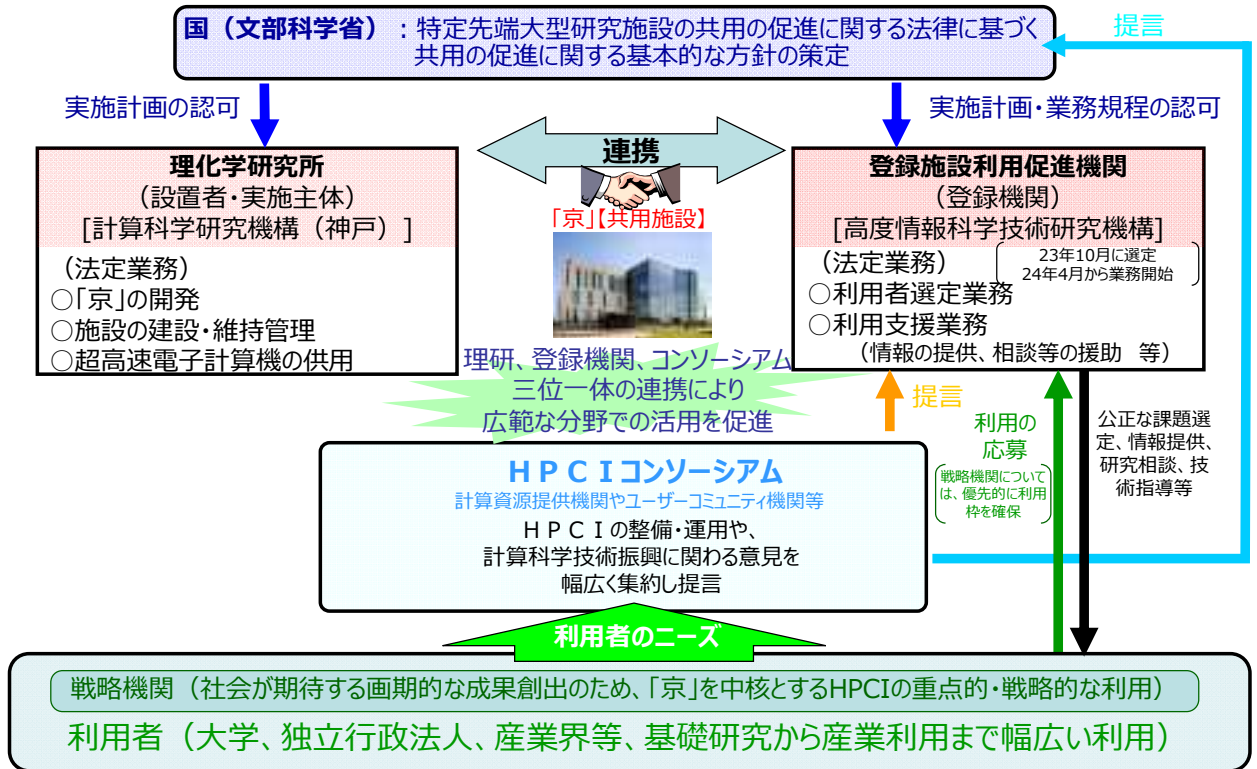 国（文部科学省）：特定先端大型研究施設の共用の促進に関する法律に基づく
共用の促進に関する基本的な方針の策定
提言
実施計画の認可
実施計画・業務規程の認可
連携
理化学研究所
（設置者・実施主体）
[計算科学研究機構（神戸）]
（法定業務）
○「京」の開発
○施設の建設・維持管理
○超高速電子計算機の供用
「京」【共用施設】
登録施設利用促進機関
（登録機関）
[高度情報科学技術研究機構]
（法定業務）
23年10月に選定
24年4月から業務開始
○利用者選定業務
○利用支援業務
（情報の提供、相談等の援助　等）
理研、登録機関、コンソーシアム
三位一体の連携により
広範な分野での活用を促進
提言
利用の
応募
戦略機関について
は、優先的に利用
枠を確保
公正な課題選
定、情報提供、
研究相談、技
術指導等
ＨＰＣＩコンソーシアム
計算資源提供機関やユーザーコミュニティ機関等
ＨＰＣＩの整備・運用や、
計算科学技術振興に関わる意見を
幅広く集約し提言
利用者のニーズ
戦略機関（社会が期待する画期的な成果創出のため、「京」を中核とするHPCIの重点的・戦略的な利用）
利用者（大学、独立行政法人、産業界等、基礎研究から産業利用まで幅広い利用）